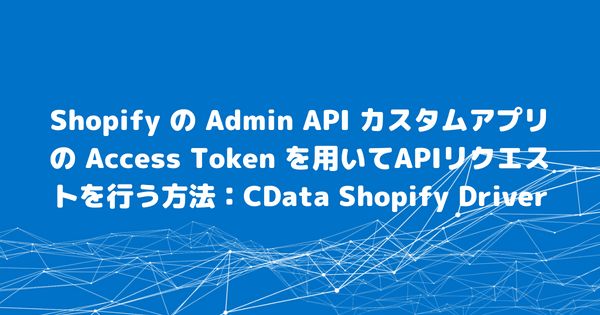 Shopify の Admin API カスタムアプリ
の Access Token を用いてAPIリクエス
トを行う方法：CData Shopify Driver